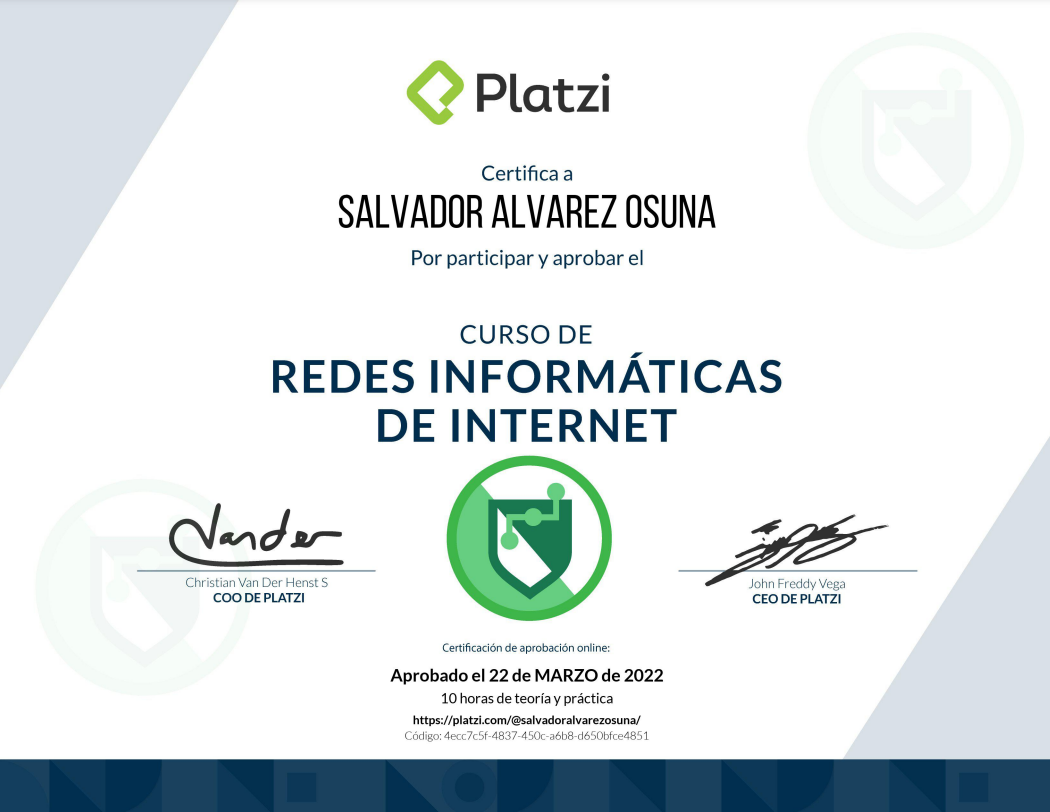 Platzi
Certifica a
SALVADOR ALVAREZ OSUNA
Por participar y aprobar el
CURSO DE
REDES INFORMÁTICAS
DE INTERNET
Vander
Christian Van Der Henst S
COO DE PLATZI
John Freddy Vega
CEO DE PLATZI
Certificación de aprobación online:
Aprobado el 22 de MARZO de 2022
10 horas de teoría y práctica
https://platzi.com/@salvadoralvarezosuna/
Código: 4ecc7c5f-4837-450c-a6b8-d650bfce4851